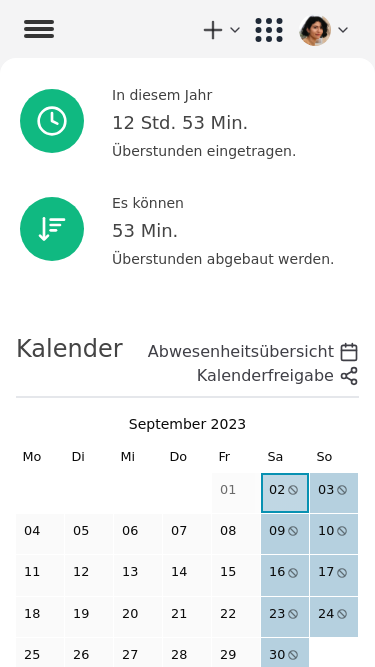 In diesem Jahr
12 Std. 53 Min.
Überstunden eingetragen.
Es können
53 Min.
Überstunden abgebaut werden.
Kalender
Abwesenheitsübersicht
Kalenderfreigabe
September 2023
Mo Di Mi Do Fr Sa So
01 02 03
04 05 06 07 08 09 10
11 12 13 14 15 16 17
18 19 20 21 22 23 24
25 26 27 28 29 30